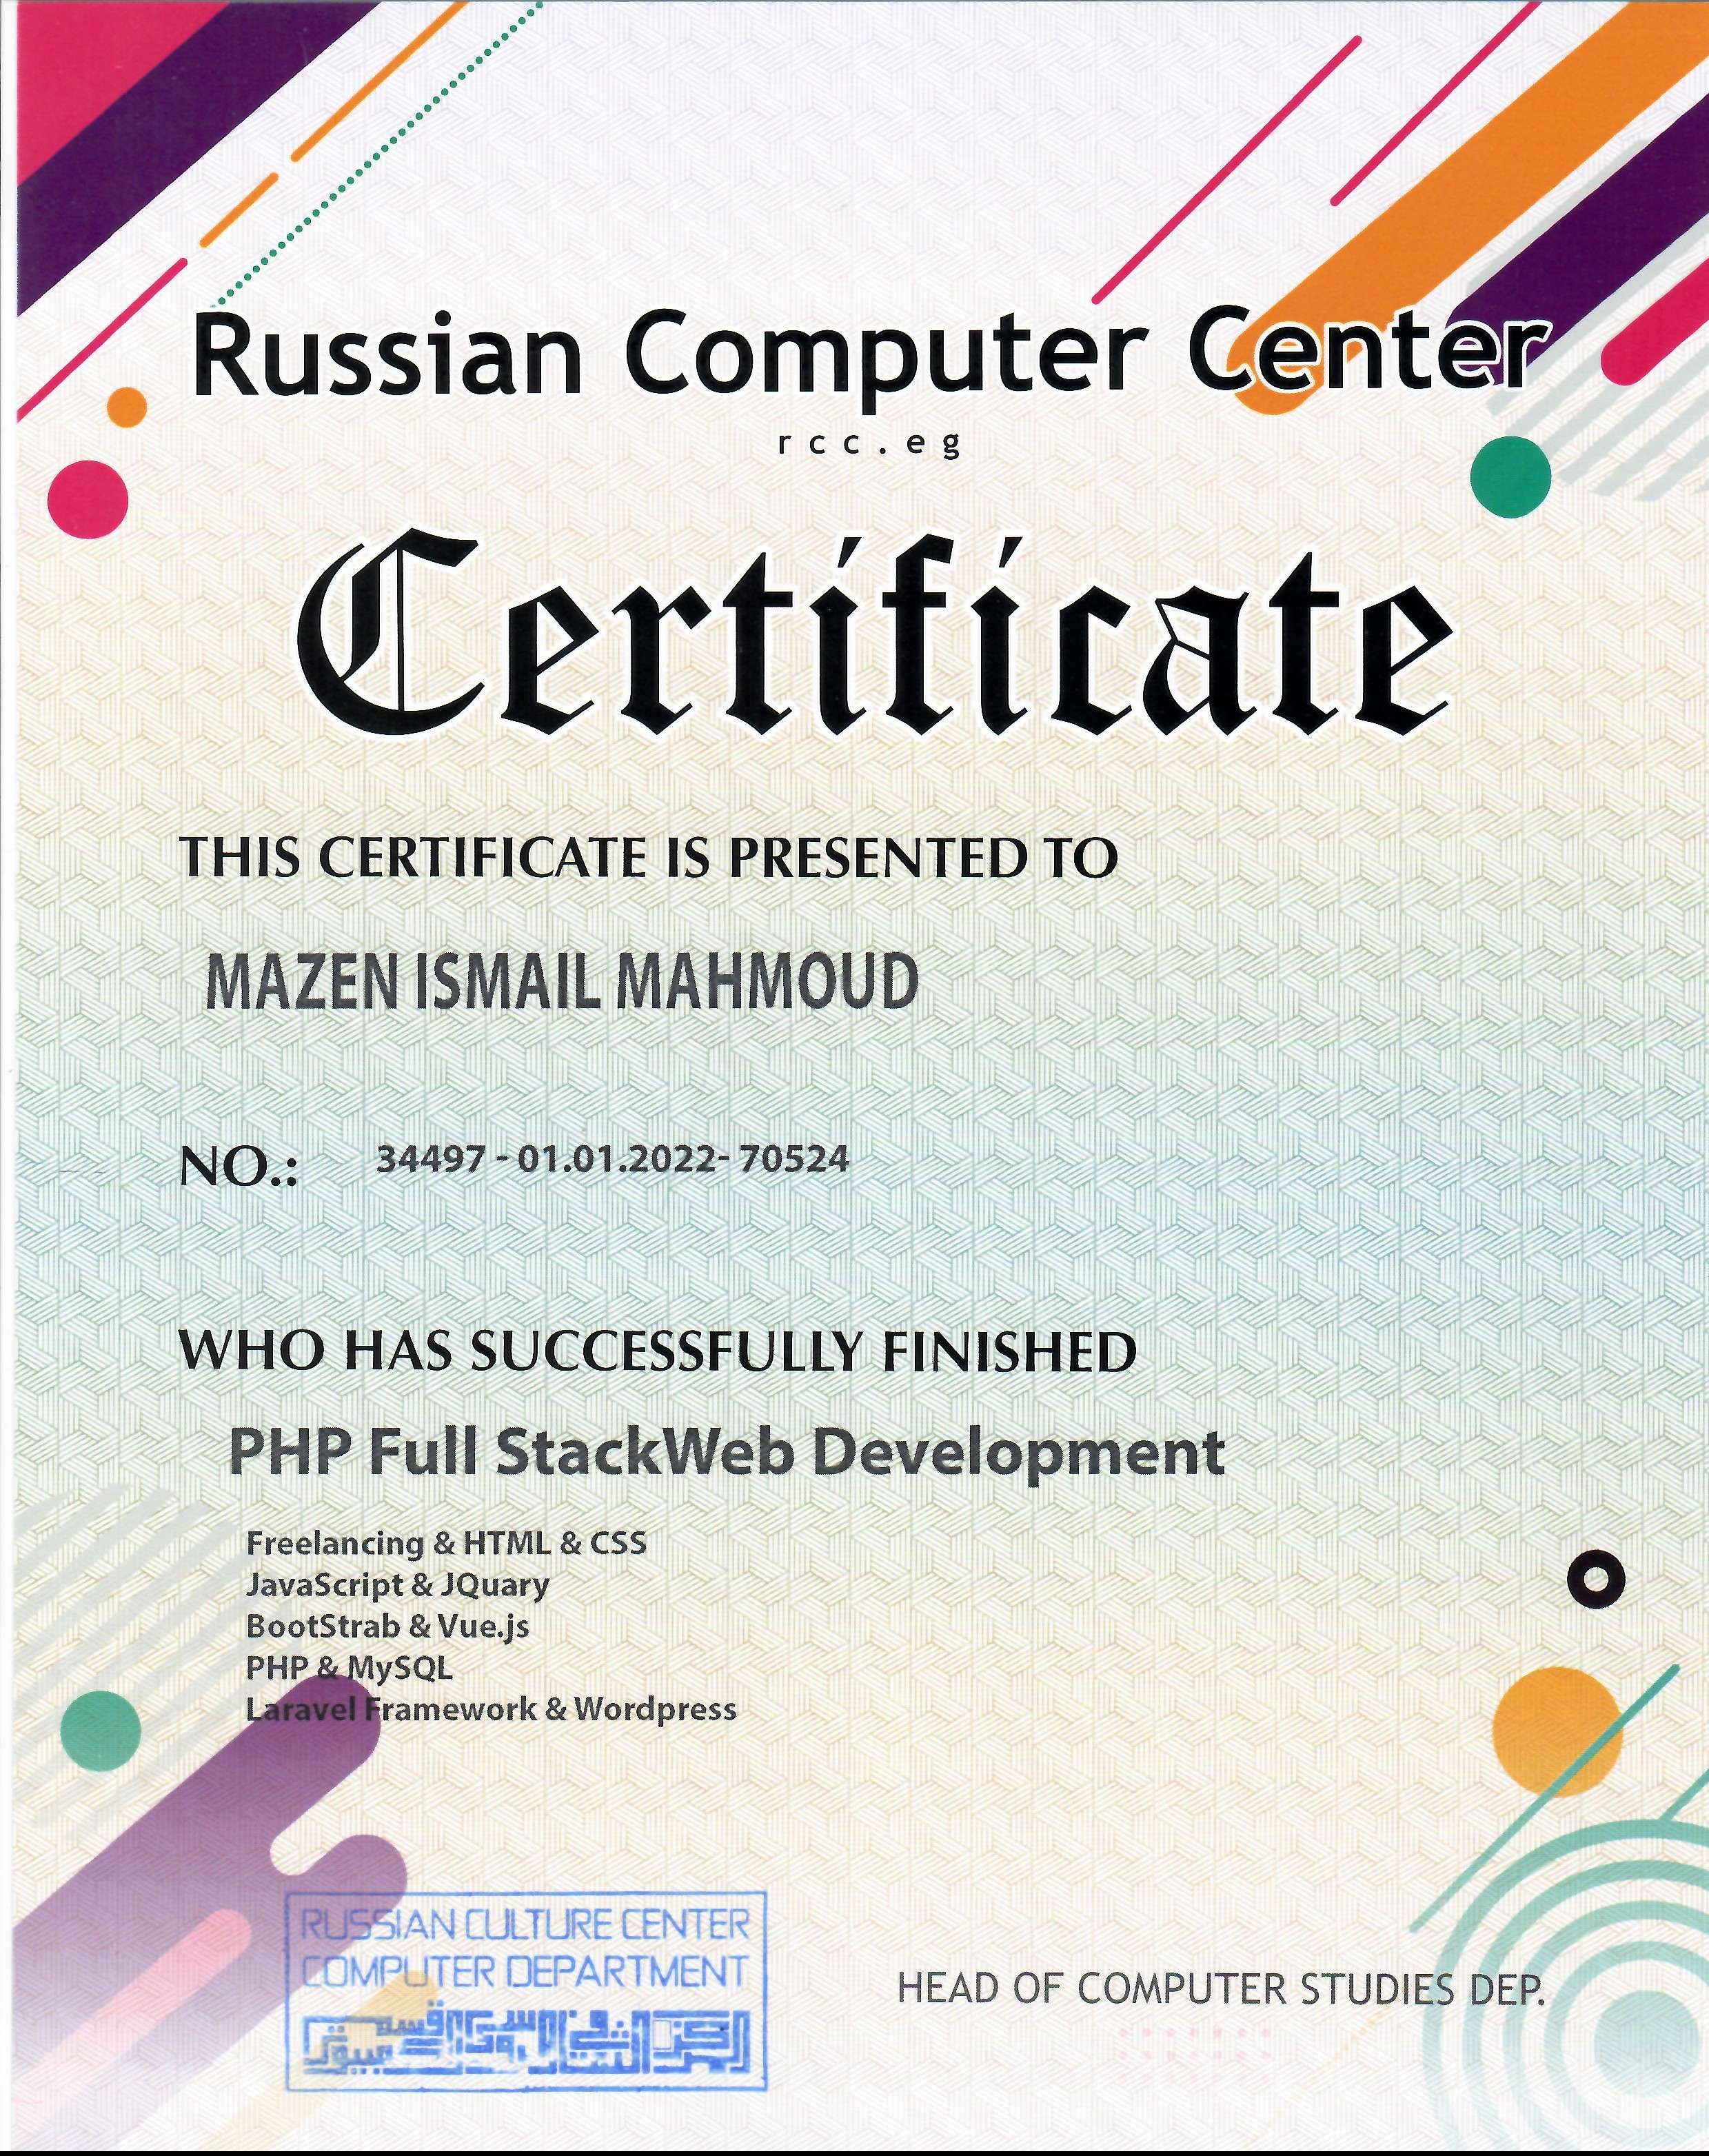 Russian Computer Center
rcc.eg
Certificate
THIS CERTIFICATE IS PRESENTED TO
MAZEN ISMAIL MAHMOUD
NO.: 34497 - 01.01.2022- 70524
WHO HAS SUCCESSFULLY FINISHED
PHP Full StackWeb Development
Freelancing & HTML & CSS
JavaScript & JQuary
BootStrab & Vue.js
PHP & MySQL
Laravel Framework & Wordpress
RUSSIAN CULTURE CENTER
COMPUTER DEPARTMENT
HEAD OF COMPUTER STUDIES DEP.